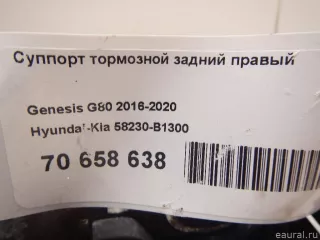 Суппорт тормозной задний правый
Genesis G80 2016-2020
Hyundai-Kia 58230-B1300
70 658 638
eaural.ru